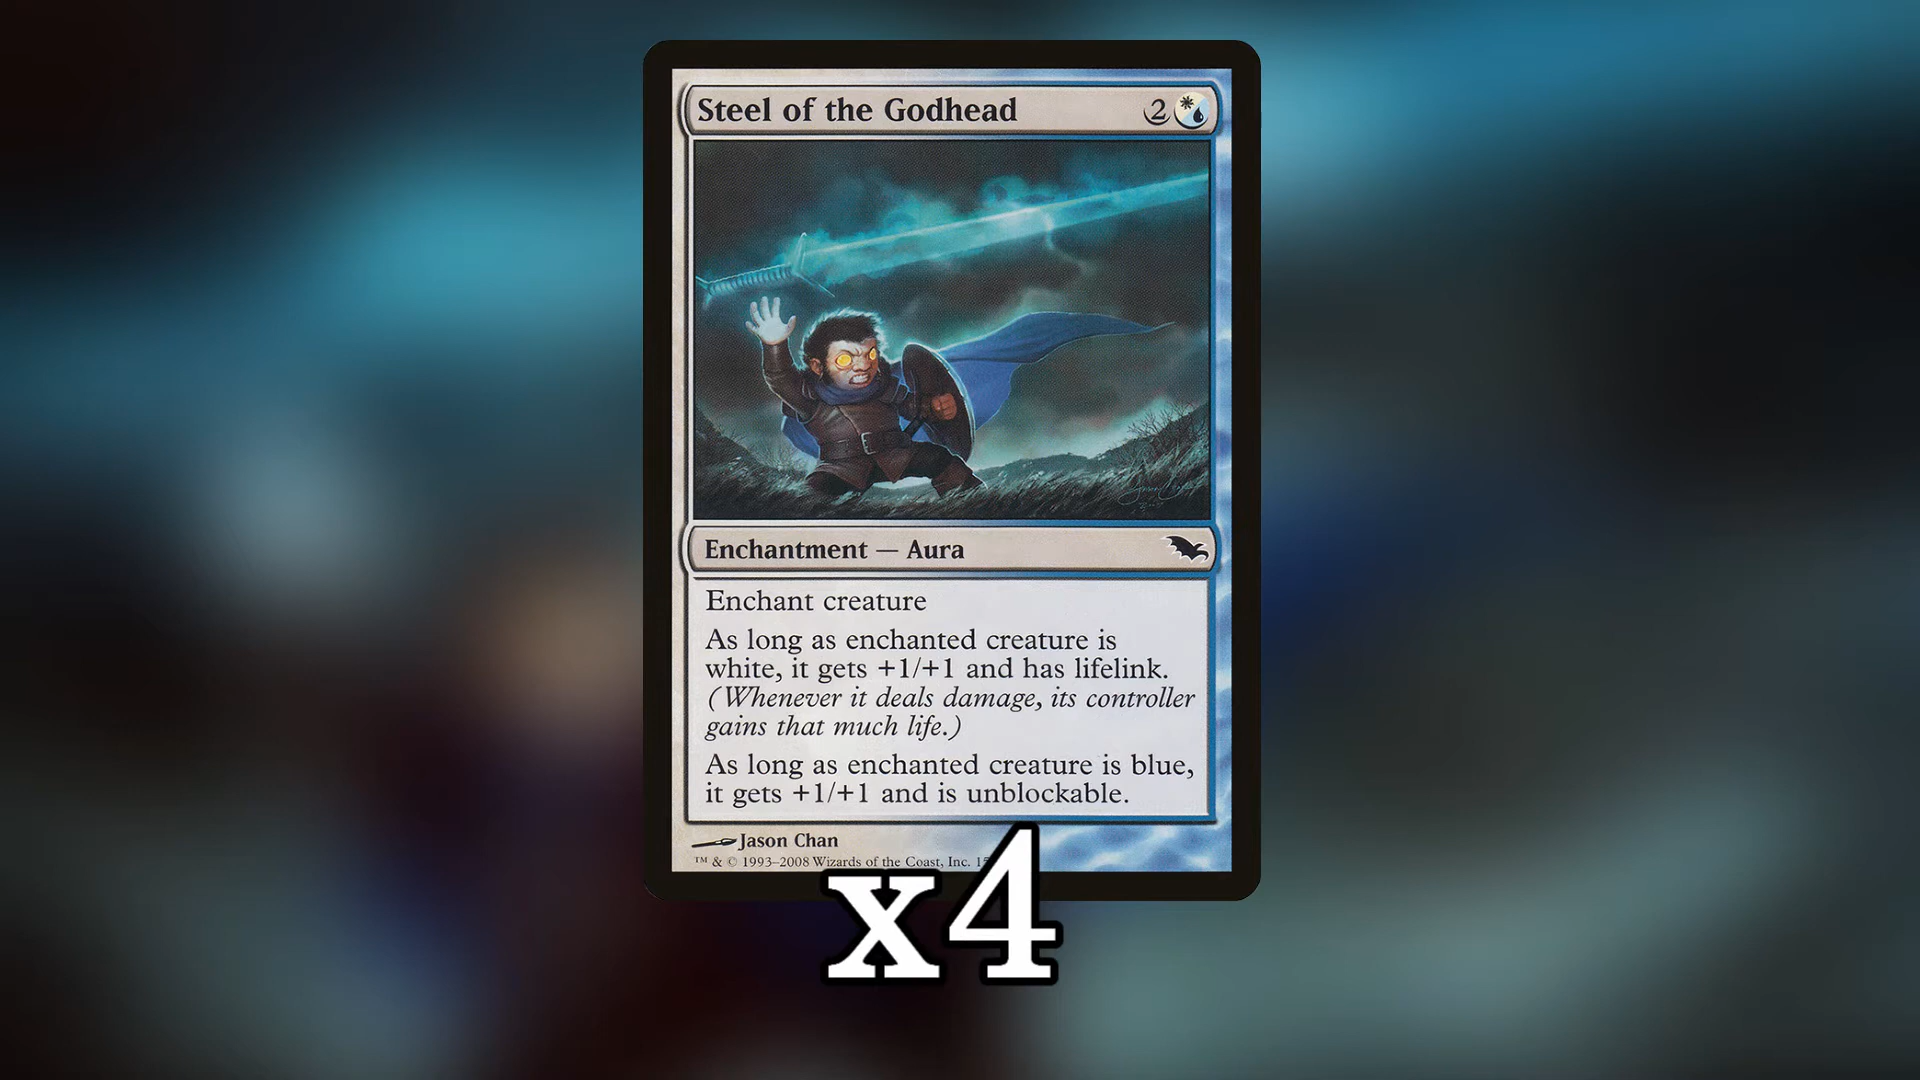 Steel of the Godhead 2
Enchantment — Aura
Enchant creature
As long as enchanted creature is
white, it gets +1/+1 and has lifelink.
(Whenever it deals damage, its controller
gains that much life.)
As long as enchanted creature is blue,
it gets +1/+1 and is unblockable.
Jason Chan
™ & © 1993–2008 Wizards of the Coast, Inc.
x4